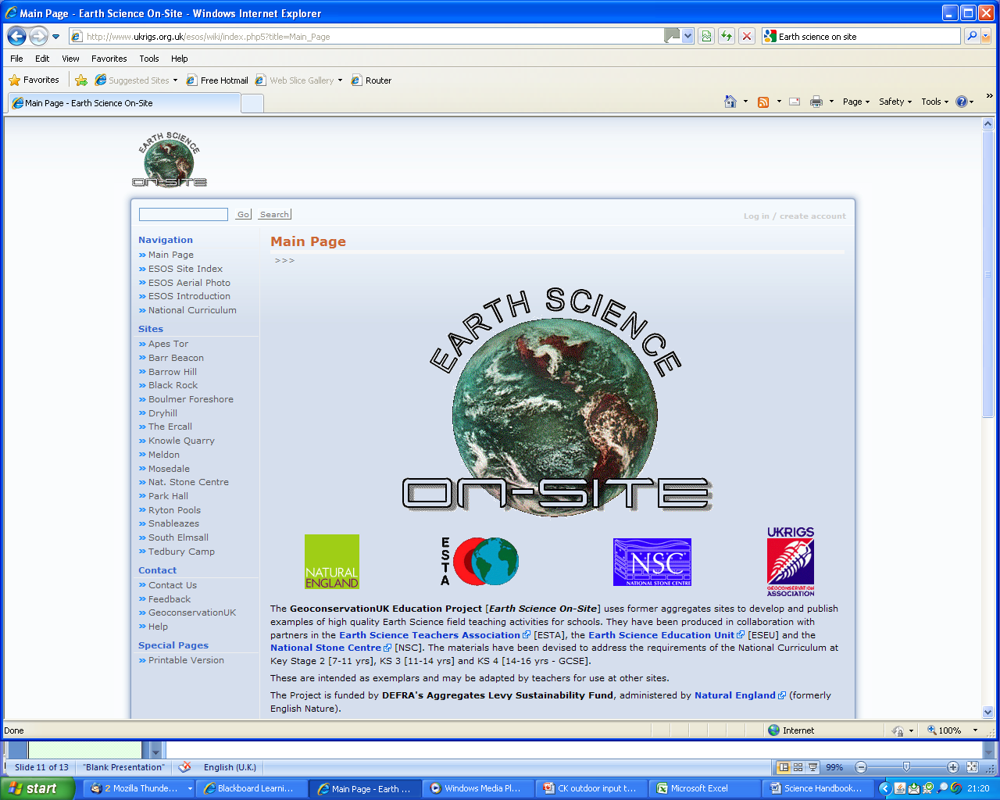 Main Page - Earth Science On-Site - Windows Internet Explorer
http://www.ukrigs.org.uk/esos/wiki/index.php5?title=Main_Page
Earth science on site
File Edit View Favorites Tools Help
Favorites Suggested Sites Free Hotmail Web Slice Gallery Router
Main Page - Earth Science On-Site
Page Safety Tools
EARTH SCIENCE
ON-SITE
Go Search
Log in / create account
Navigation
Main Page
ESOS Site Index
ESOS Aerial Photo
ESOS Introduction
National Curriculum
Sites
Apes Tor
Barr Beacon
Barrow Hill
Black Rock
Boulmer Foreshore
Dryhill
The Ercall
Knowle Quarry
Meldon
Mosedale
Nat. Stone Centre
Park Hall
Ryton Pools
Snableazes
South Elmsall
Tedbury Camp
Contact
Contact Us
Feedback
GeoconservationUK
Help
Special Pages
Printable Version
Main Page
>>>
EARTH SCIENCE
ON-SITE
NATURAL
ENGLAND
ESTA
NSC
NATIONAL STONE CENTRE
UKRIGS
GEOCONSERVATION
ASSOCIATION
The GeoconservationUK Education Project [Earth Science On-Site] uses former aggregates sites to develop and publish
examples of high quality Earth Science field teaching activities for schools. They have been produced in collaboration with
partners in the Earth Science Teachers Association [ESTA], the Earth Science Education Unit [ESEU] and the
National Stone Centre [NSC]. The materials have been devised to address the requirements of the National Curriculum at
Key Stage 2 [7-11 yrs], KS 3 [11-14 yrs] and KS 4 [14-16 yrs - GCSE].
These are intended as exemplars and may be adapted by teachers for use at other sites.
The Project is funded by DEFRA's Aggregates Levy Sustainability Fund, administered by Natural England (formerly
English Nature).
Done Internet 100%
Slide 11 of 13 "Blank Presentation" English (U.K.) 99%
start 2 Mozilla Thunde... Blackboard Learni... Main Page - Earth ... Windows Media Pl... CK outdoor input t... Microsoft Excel Science Handbook... 21:20